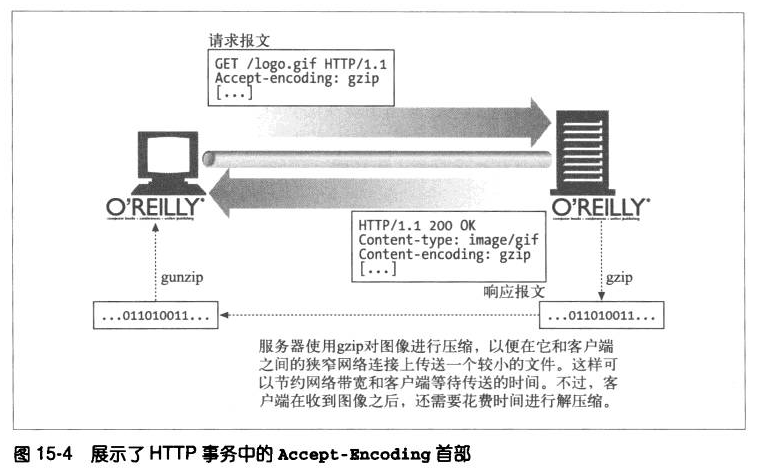 请求报文
GET /logo.gif HTTP/1.1
Accept-encoding: gzip
[...]
O'REILLY®
O'REILLY®
HTTP/1.1 200 OK
Content-type: image/gif
Content-encoding: gzip
[...]
响应报文
gunzip
gzip
...011010011...
...011010011...
服务器使用gzip对图像进行压缩，以便在它和客户端
之间的狭窄网络连接上传送一个较小的文件。这样可
以节约网络带宽和客户端等待传送的时间。不过，客
户端在收到图像之后，还需要花费时间进行解压缩。
图 15-4 展示了 HTTP 事务中的 Accept-Encoding 首部